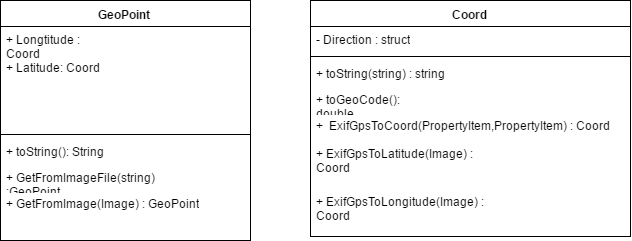 GeoPoint
+ Longtitude :
Coord
+ Latitude: Coord
+ toString(): String
+ GetFromImageFile(string)
:GeoPoint
+ GetFromImage(Image) : GeoPoint
Coord
- Direction : struct
+ toString(string) : string
+ toGeoCode():
double
+ ExifGpsToCoord(PropertyItem,PropertyItem) : Coord
+ ExifGpsToLatitude(Image) :
Coord
+ ExifGpsToLongitude(Image) :
Coord